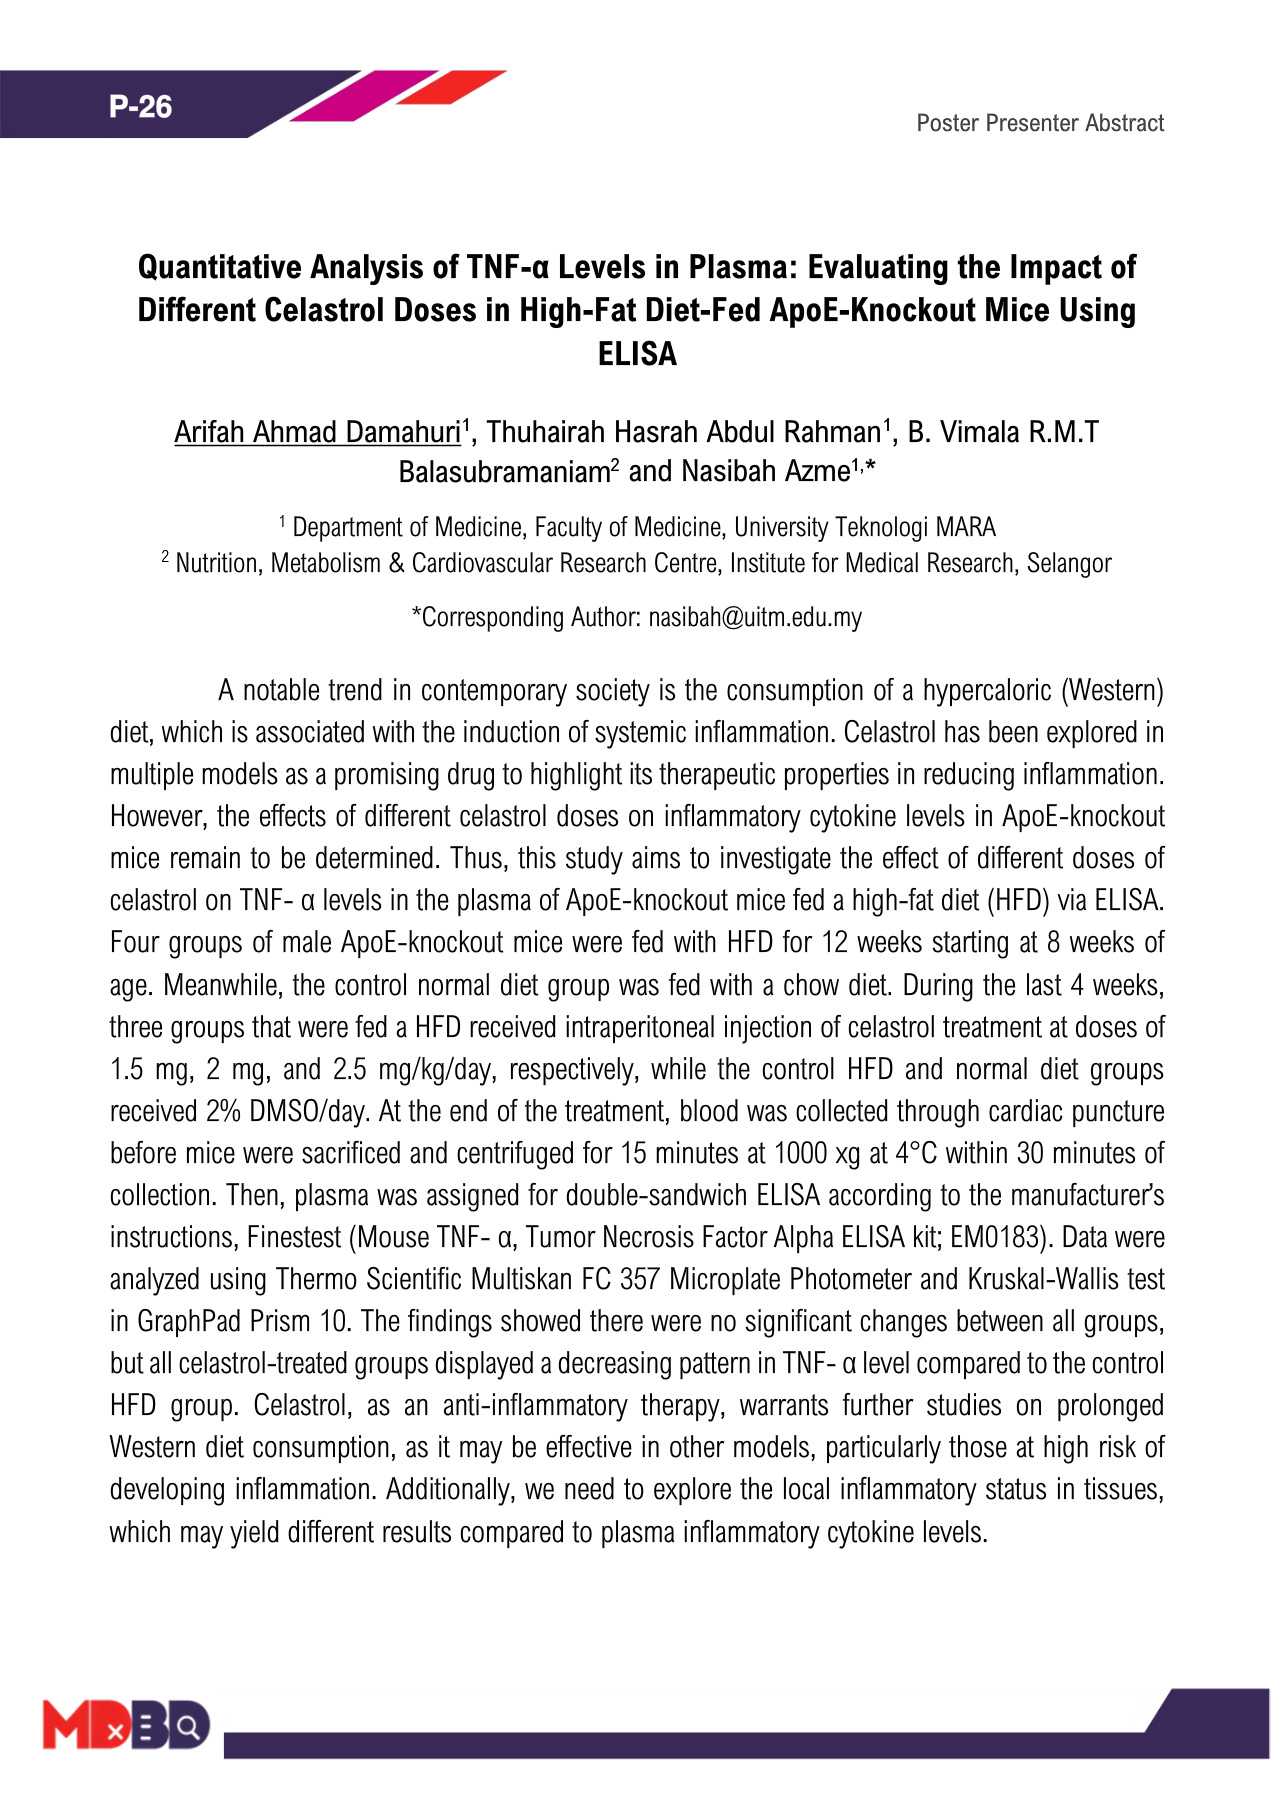 P-26
Poster Presenter Abstract
Quantitative Analysis of TNF-α Levels in Plasma: Evaluating the Impact of
Different Celastrol Doses in High-Fat Diet-Fed ApoE-Knockout Mice Using
ELISA
Arifah Ahmad Damahuri¹, Thuhairah Hasrah Abdul Rahman¹, B. Vimala R.M.T
Balasubramaniam² and Nasibah Azme¹,*
¹ Department of Medicine, Faculty of Medicine, University Teknologi MARA
² Nutrition, Metabolism & Cardiovascular Research Centre, Institute for Medical Research, Selangor
*Corresponding Author: nasibah@uitm.edu.my
A notable trend in contemporary society is the consumption of a hypercaloric (Western)
diet, which is associated with the induction of systemic inflammation. Celastrol has been explored in
multiple models as a promising drug to highlight its therapeutic properties in reducing inflammation.
However, the effects of different celastrol doses on inflammatory cytokine levels in ApoE-knockout
mice remain to be determined. Thus, this study aims to investigate the effect of different doses of
celastrol on TNF- α levels in the plasma of ApoE-knockout mice fed a high-fat diet (HFD) via ELISA.
Four groups of male ApoE-knockout mice were fed with HFD for 12 weeks starting at 8 weeks of
age. Meanwhile, the control normal diet group was fed with a chow diet. During the last 4 weeks,
three groups that were fed a HFD received intraperitoneal injection of celastrol treatment at doses of
1.5 mg, 2 mg, and 2.5 mg/kg/day, respectively, while the control HFD and normal diet groups
received 2% DMSO/day. At the end of the treatment, blood was collected through cardiac puncture
before mice were sacrificed and centrifuged for 15 minutes at 1000 xg at 4°C within 30 minutes of
collection. Then, plasma was assigned for double-sandwich ELISA according to the manufacturer's
instructions, Finestest (Mouse TNF- α, Tumor Necrosis Factor Alpha ELISA kit; EM0183). Data were
analyzed using Thermo Scientific Multiskan FC 357 Microplate Photometer and Kruskal-Wallis test
in GraphPad Prism 10. The findings showed there were no significant changes between all groups,
but all celastrol-treated groups displayed a decreasing pattern in TNF- α level compared to the control
HFD group. Celastrol, as an anti-inflammatory therapy, warrants further studies on prolonged
Western diet consumption, as it may be effective in other models, particularly those at high risk of
developing inflammation. Additionally, we need to explore the local inflammatory status in tissues,
which may yield different results compared to plasma inflammatory cytokine levels.
MDxBD